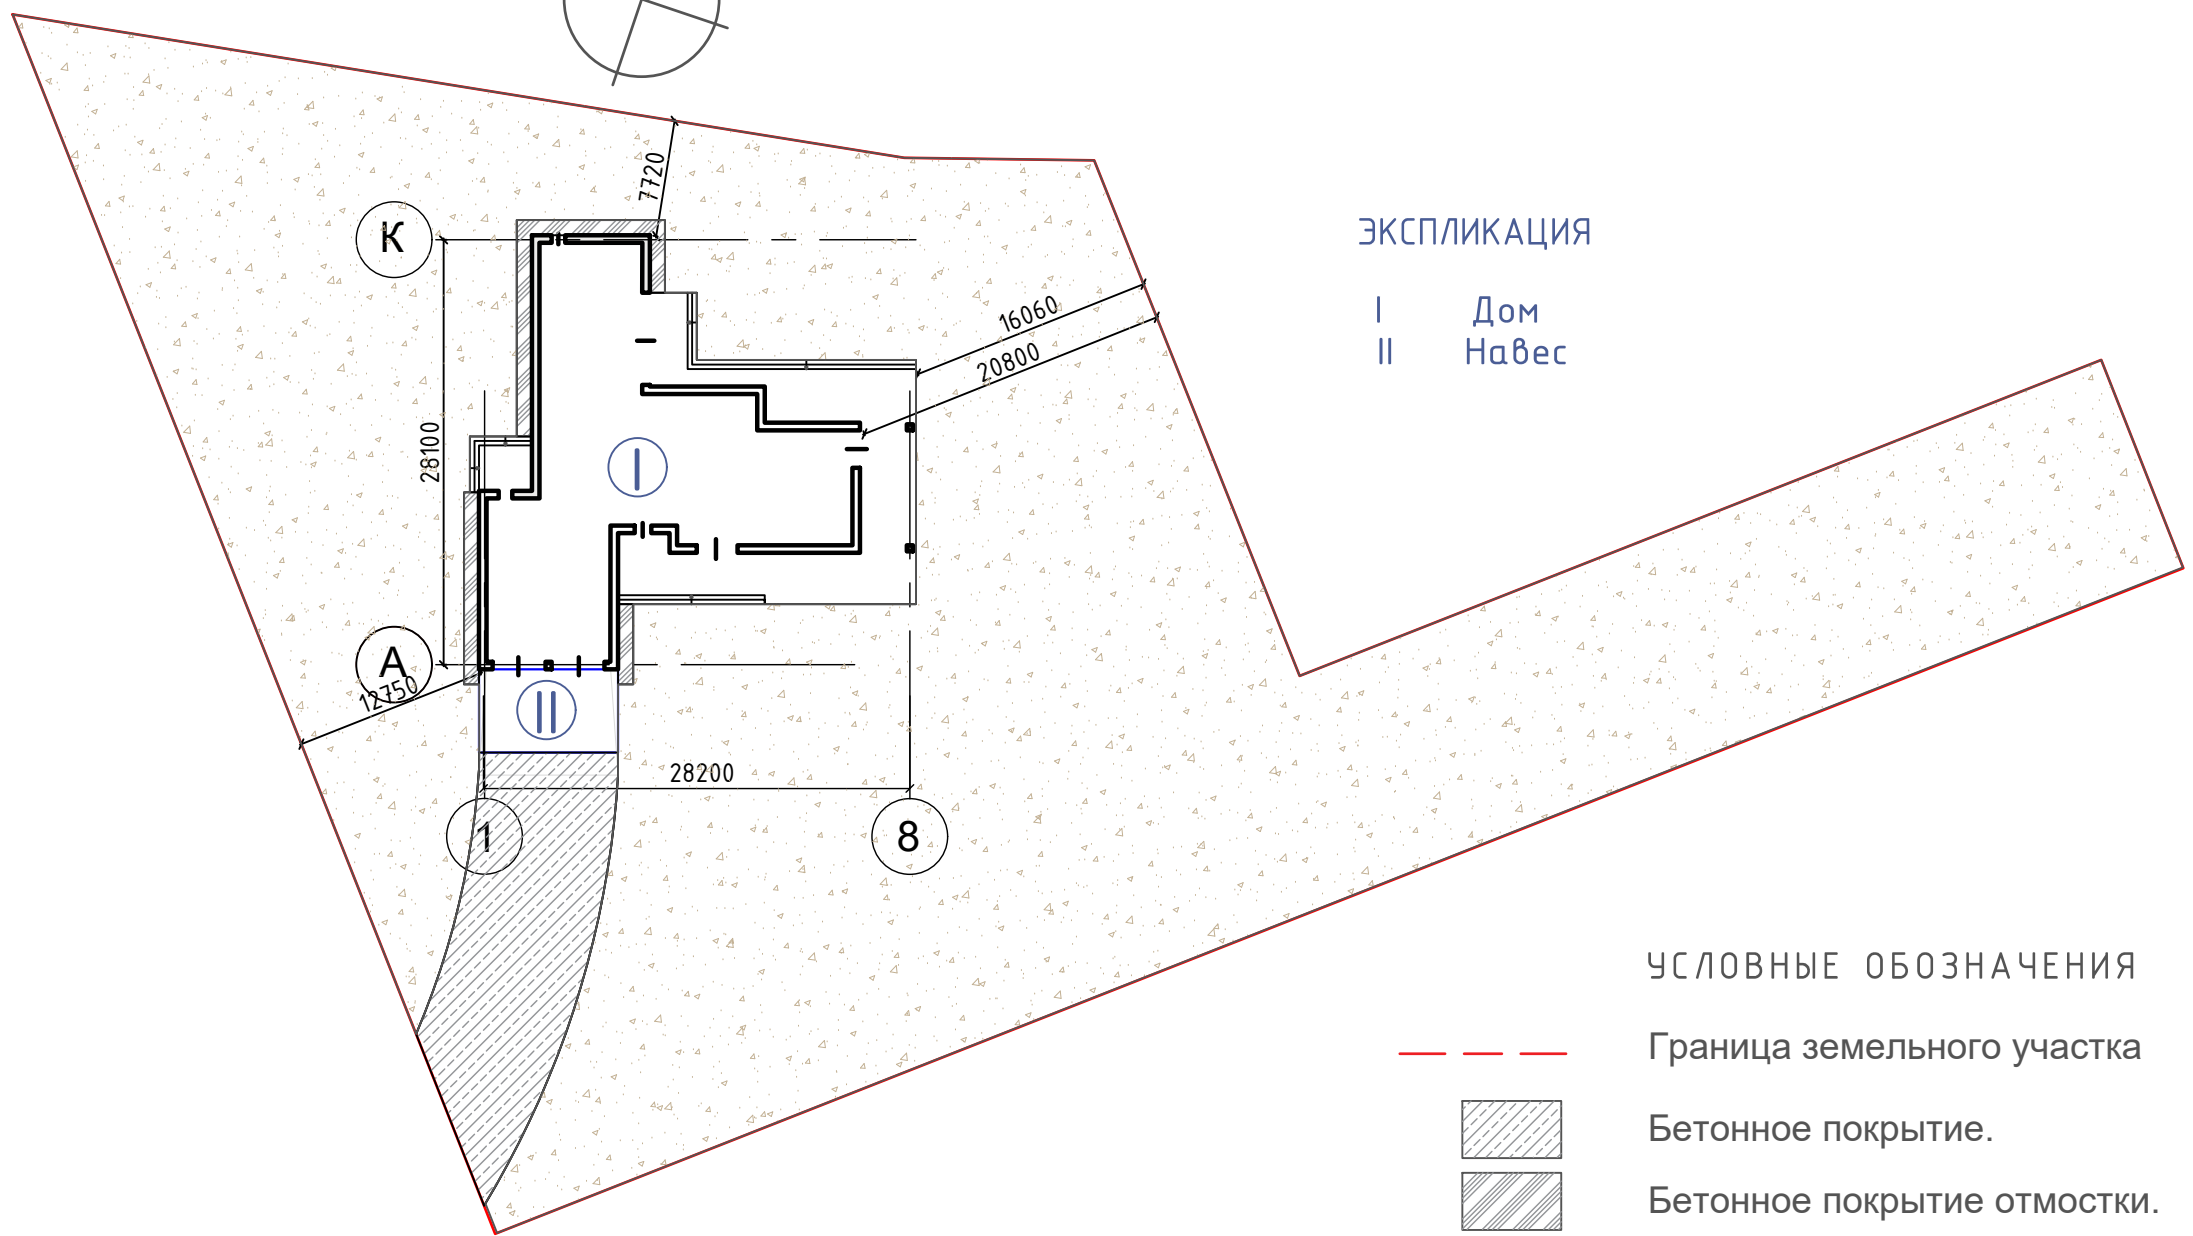 7720
К
ЭКСПЛИКАЦИЯ
I Дом
II Навес
16060
20800
28100
I
А
12750
II
28200
1
8
УСЛОВНЫЕ ОБОЗНАЧЕНИЯ
Граница земельного участка
Бетонное покрытие.
Бетонное покрытие отмостки.